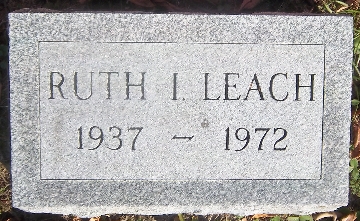 RUTH I. LEACH
1937 - 1972